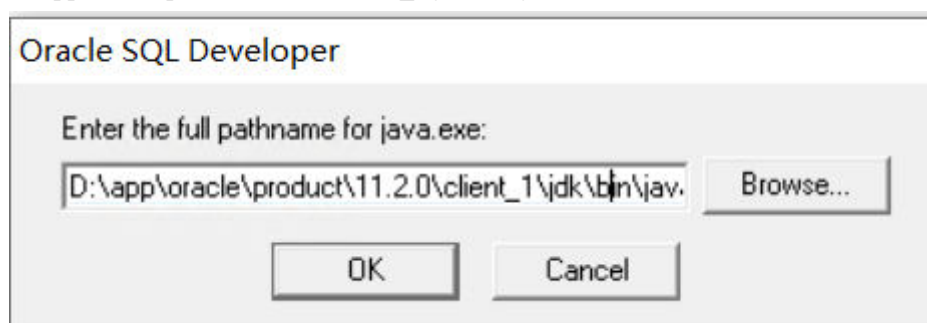 Oracle SQL Developer
Enter the full pathname for java.exe:
D:\app\oracle\product\11.2.0\client_1\jdk\bin\jav
Browse...
OK
Cancel